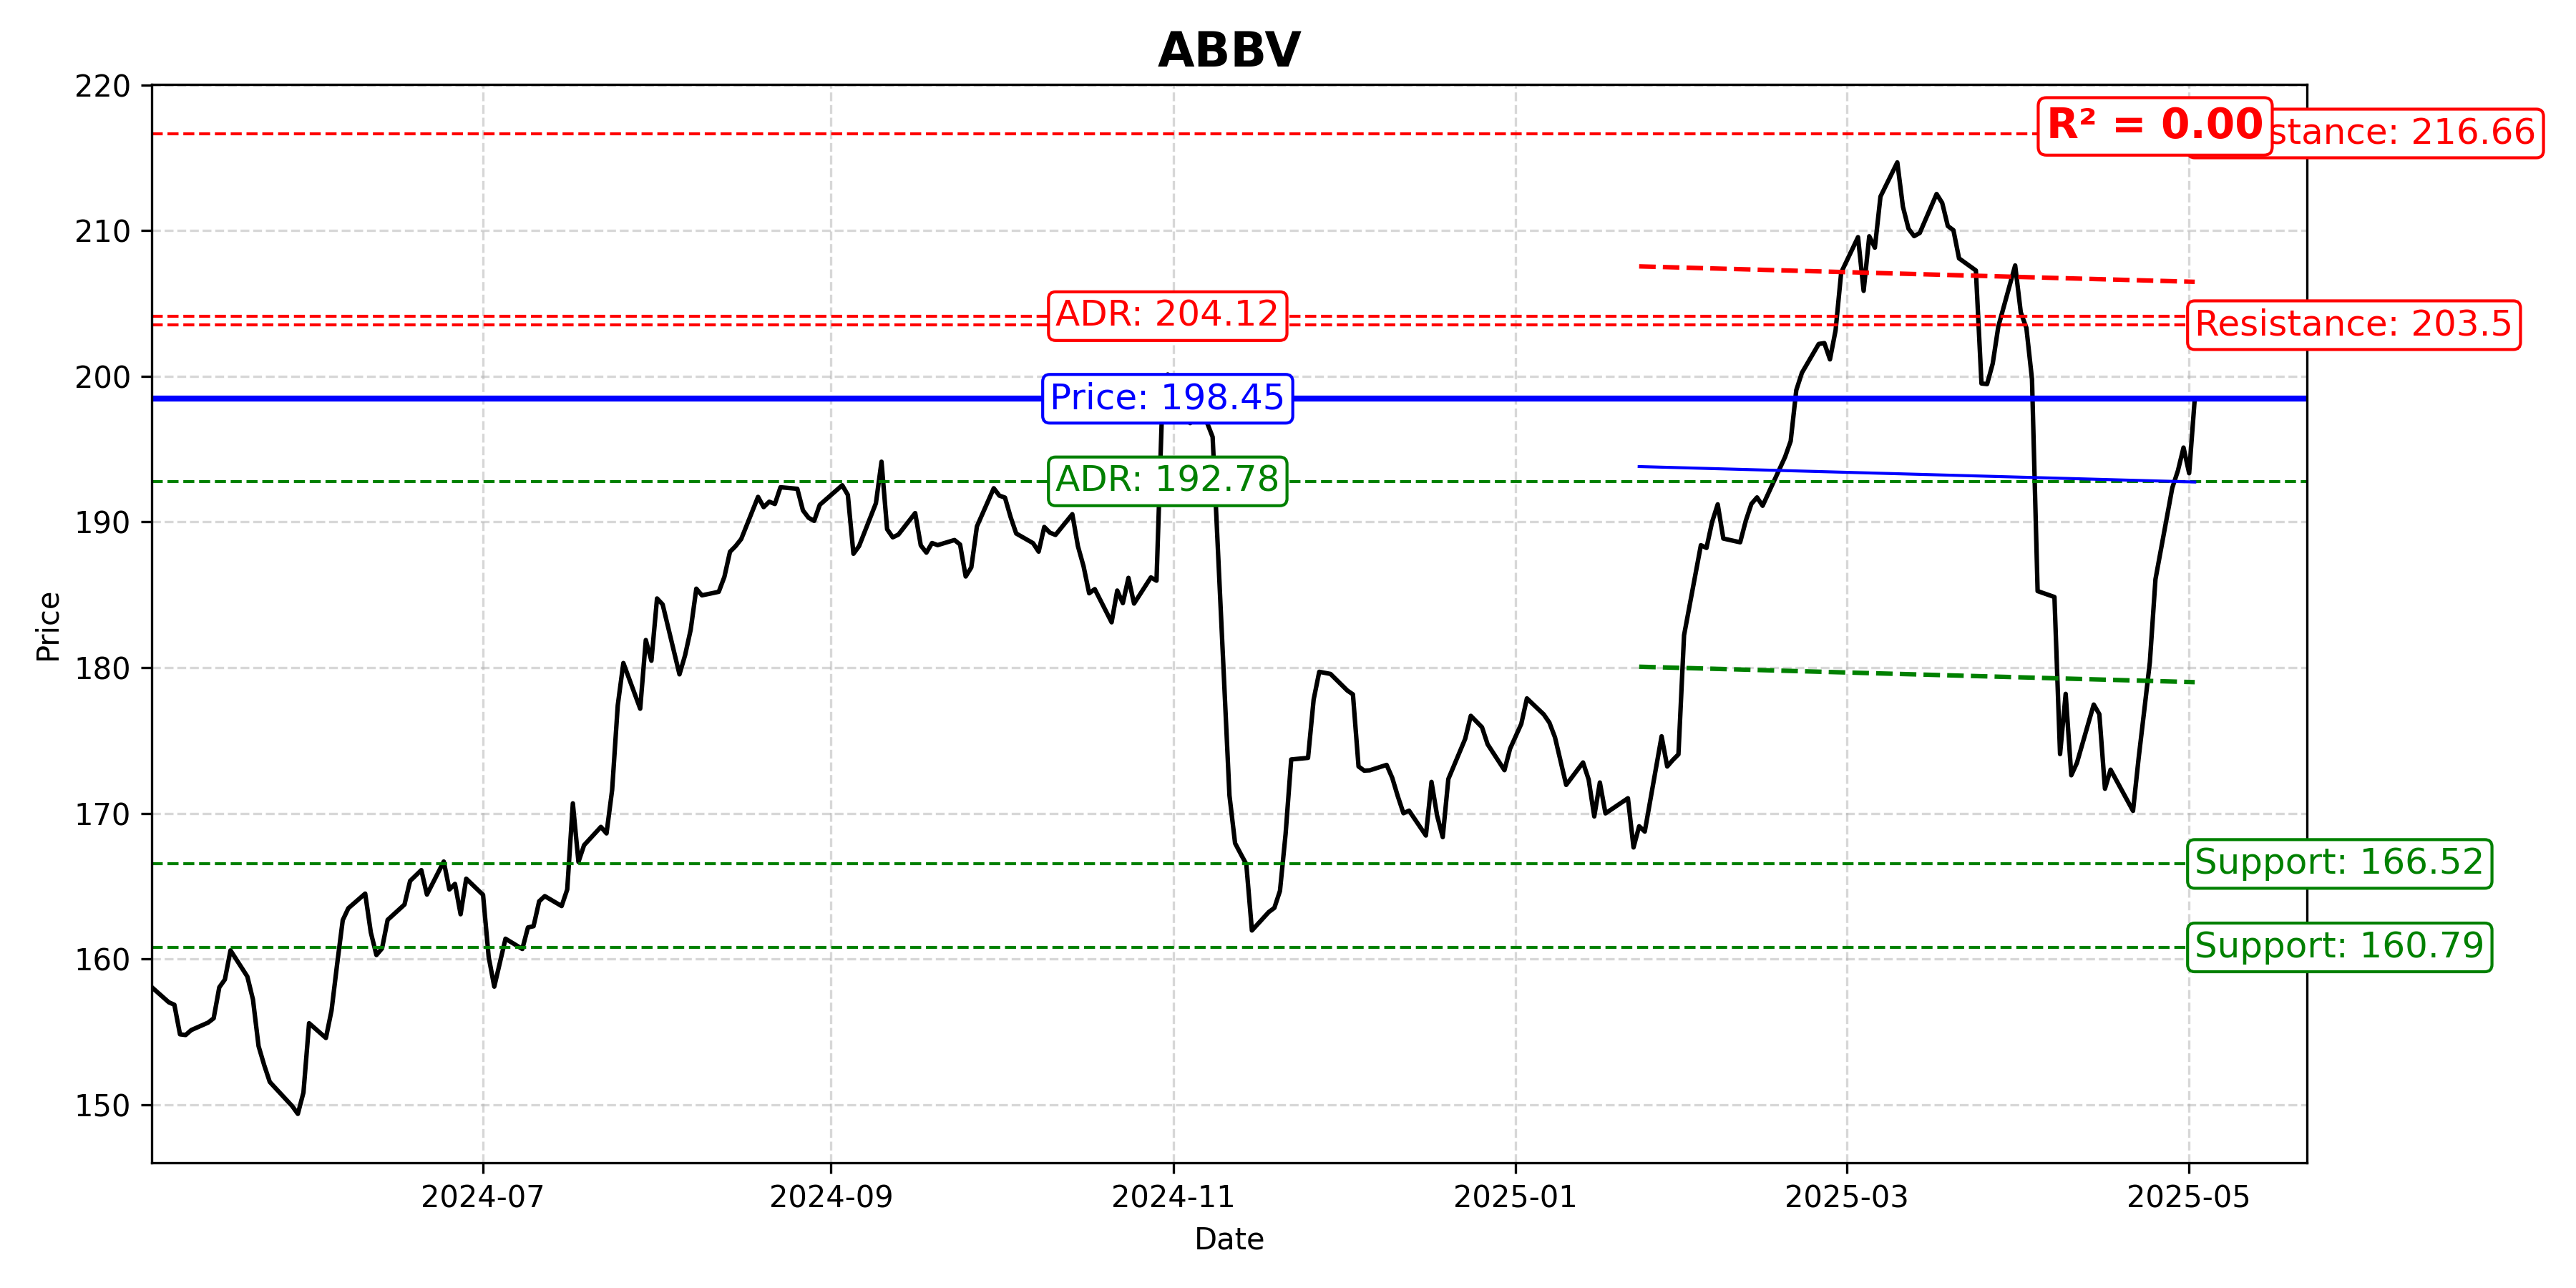 ABBV
220
210
200
190
180
170
160
150
Price
R² = 0.00
stance: 216.66
ADR: 204.12
Resistance: 203.5
Price: 198.45
ADR: 192.78
Support: 166.52
Support: 160.79
2024-07
2024-09
2024-11
2025-01
2025-03
2025-05
Date